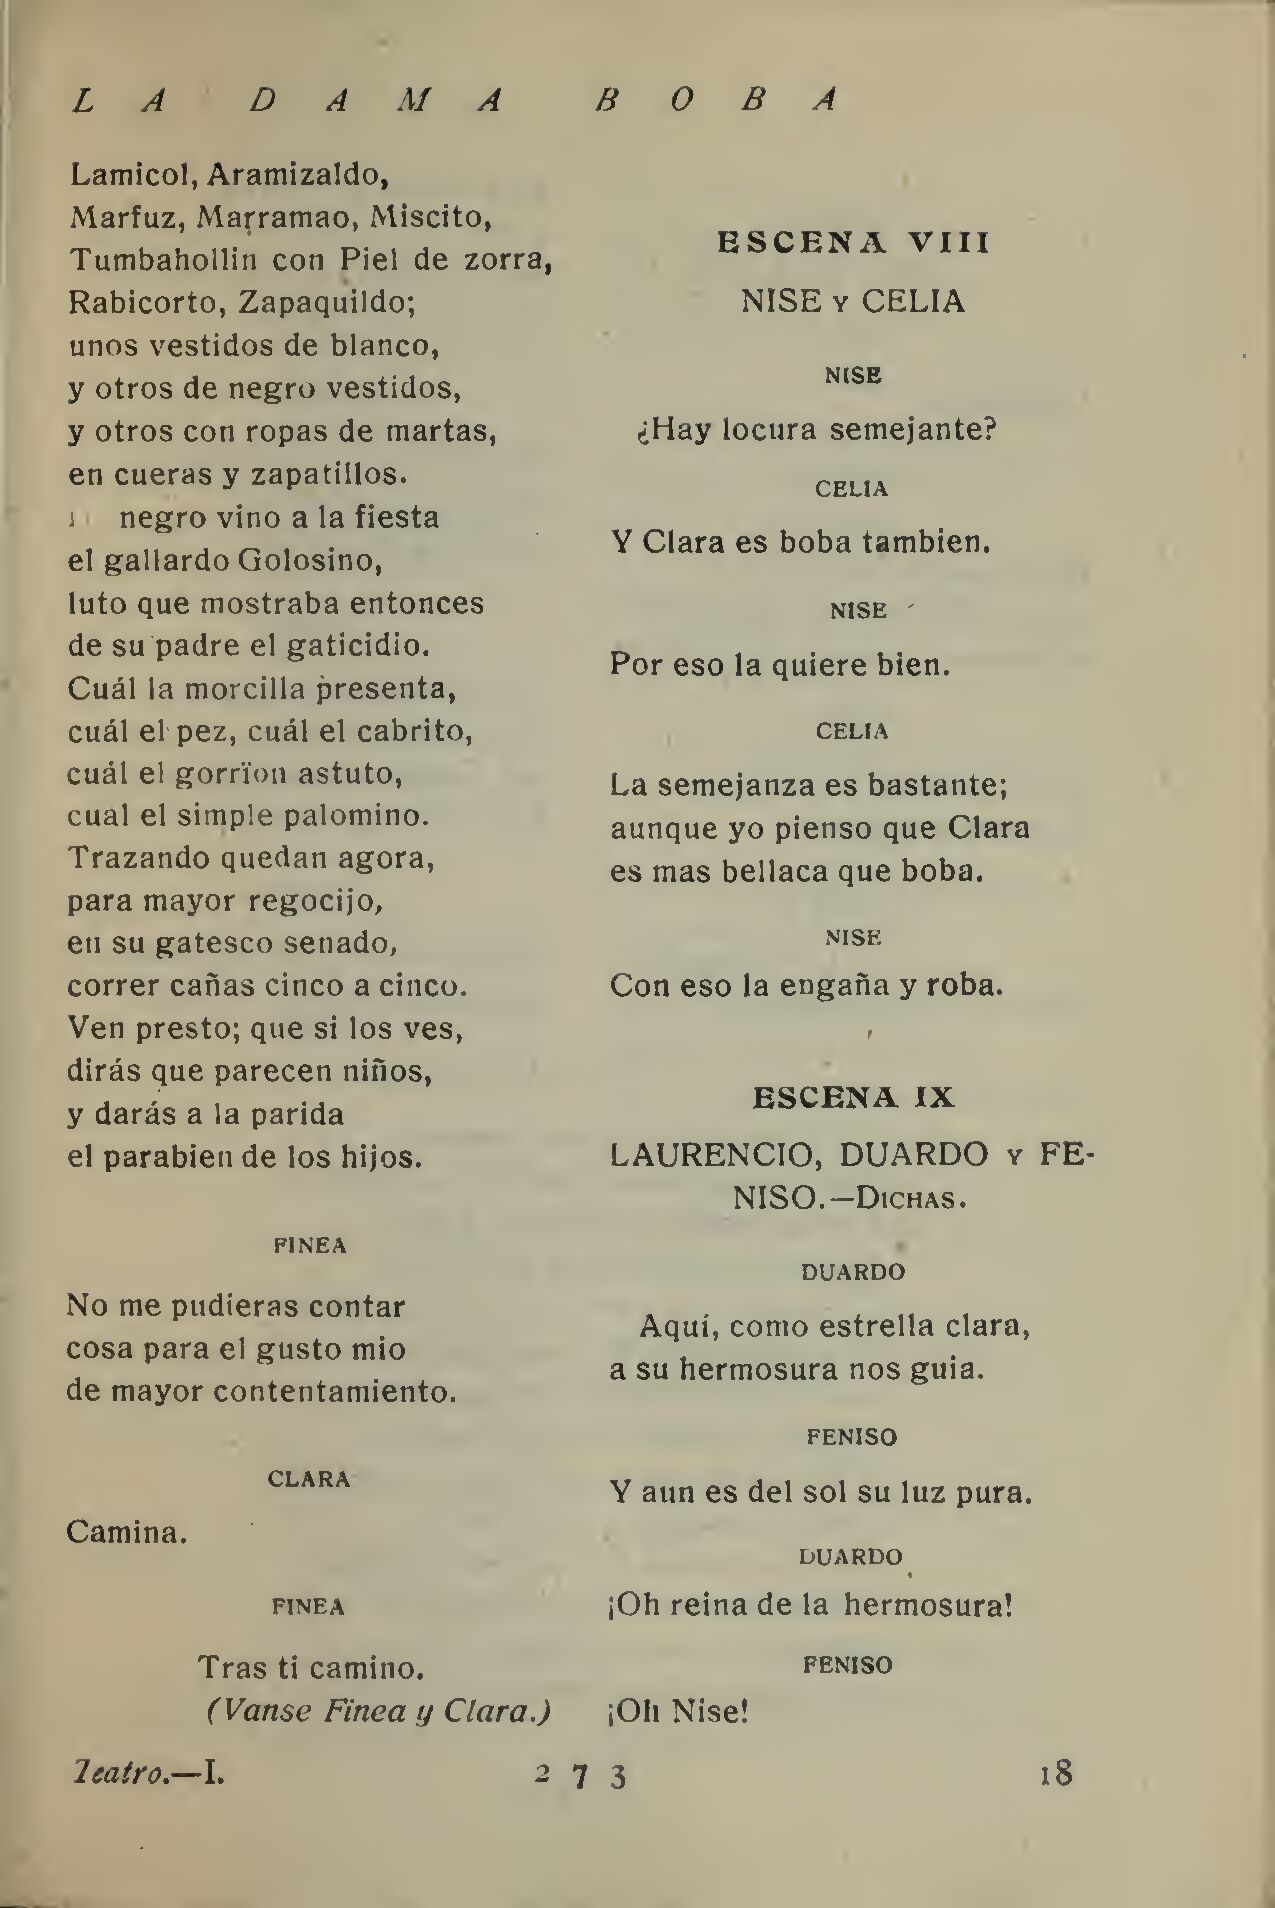 LA DAMA BOBA
Lamicol, Aramizaldo,
Marfuz, Marramao, Miscito,
Tumbahollin con Piel de zorra,
Rabicorto, Zapaquildo;
unos vestidos de blanco,
y otros de negro vestidos,
y otros con ropas de martas,
en cueras y zapatillos.
negro vino a la fiesta
el gallardo Golosino,
luto que mostraba entonces
de su padre el gaticidio.
Cuál la morcilla presenta,
cuál el pez, cuál el cabrito,
cuál el gorrïon astuto,
cual el simple palomino.
Trazando quedan agora,
para mayor regocijo,
en su gatesco senado,
correr cañas cinco a cinco.
Ven presto; que si los ves,
dirás que parecen niños,
y darás a la parida
el parabien de los hijos.
FINEA
No me pudieras contar
cosa para el gusto mio
de mayor contentamiento.
CLARA
Camina.
FINEA
Tras ti camino.
(Vanse Finea y Clara.)
ESCENA VIII
NISE Y CELIA
NISE
¿Hay locura semejante?
CELIA
Y Clara es boba tambien.
NISE
Por eso la quiere bien.
CELIA
La semejanza es bastante;
aunque yo pienso que Clara
es mas bellaca que boba.
NISE
Con eso la engaña y roba.
ESCENA IX
LAURENCIO, DUARDO Y FE-
NISO.—DICHAS.
DUARDO
Aquí, como estrella clara,
a su hermosura nos guia.
FENISO
Y aun es del sol su luz pura.
DUARDO
¡Oh reina de la hermosura!
FENISO
¡Oh Nise!
Teatro.—I. 273 18